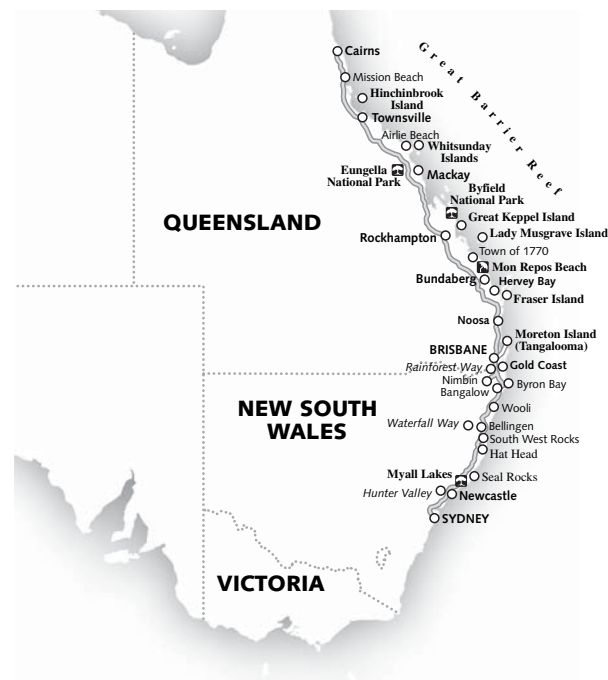 Cairns
Great Barrier Reef
Mission Beach
Hinchinbrook
Island
Townsville
Airlie Beach
Whitsunday
Islands
Eungella
National Park
Mackay
Byfield
National Park
QUEENSLAND
Great Keppel Island
Lady Musgrave Island
Rockhampton
Town of 1770
Mon Repos Beach
Bundaberg
Hervey Bay
Fraser Island
Noosa
Moreton Island
(Tangalooma)
BRISBANE
Rainforest Way
Gold Coast
Nimbin
Byron Bay
Bangalow
NEW SOUTH
WALES
Wooli
Waterfall Way
Bellingen
South West Rocks
Hat Head
Myall Lakes
Seal Rocks
Hunter Valley
Newcastle
SYDNEY
VICTORIA